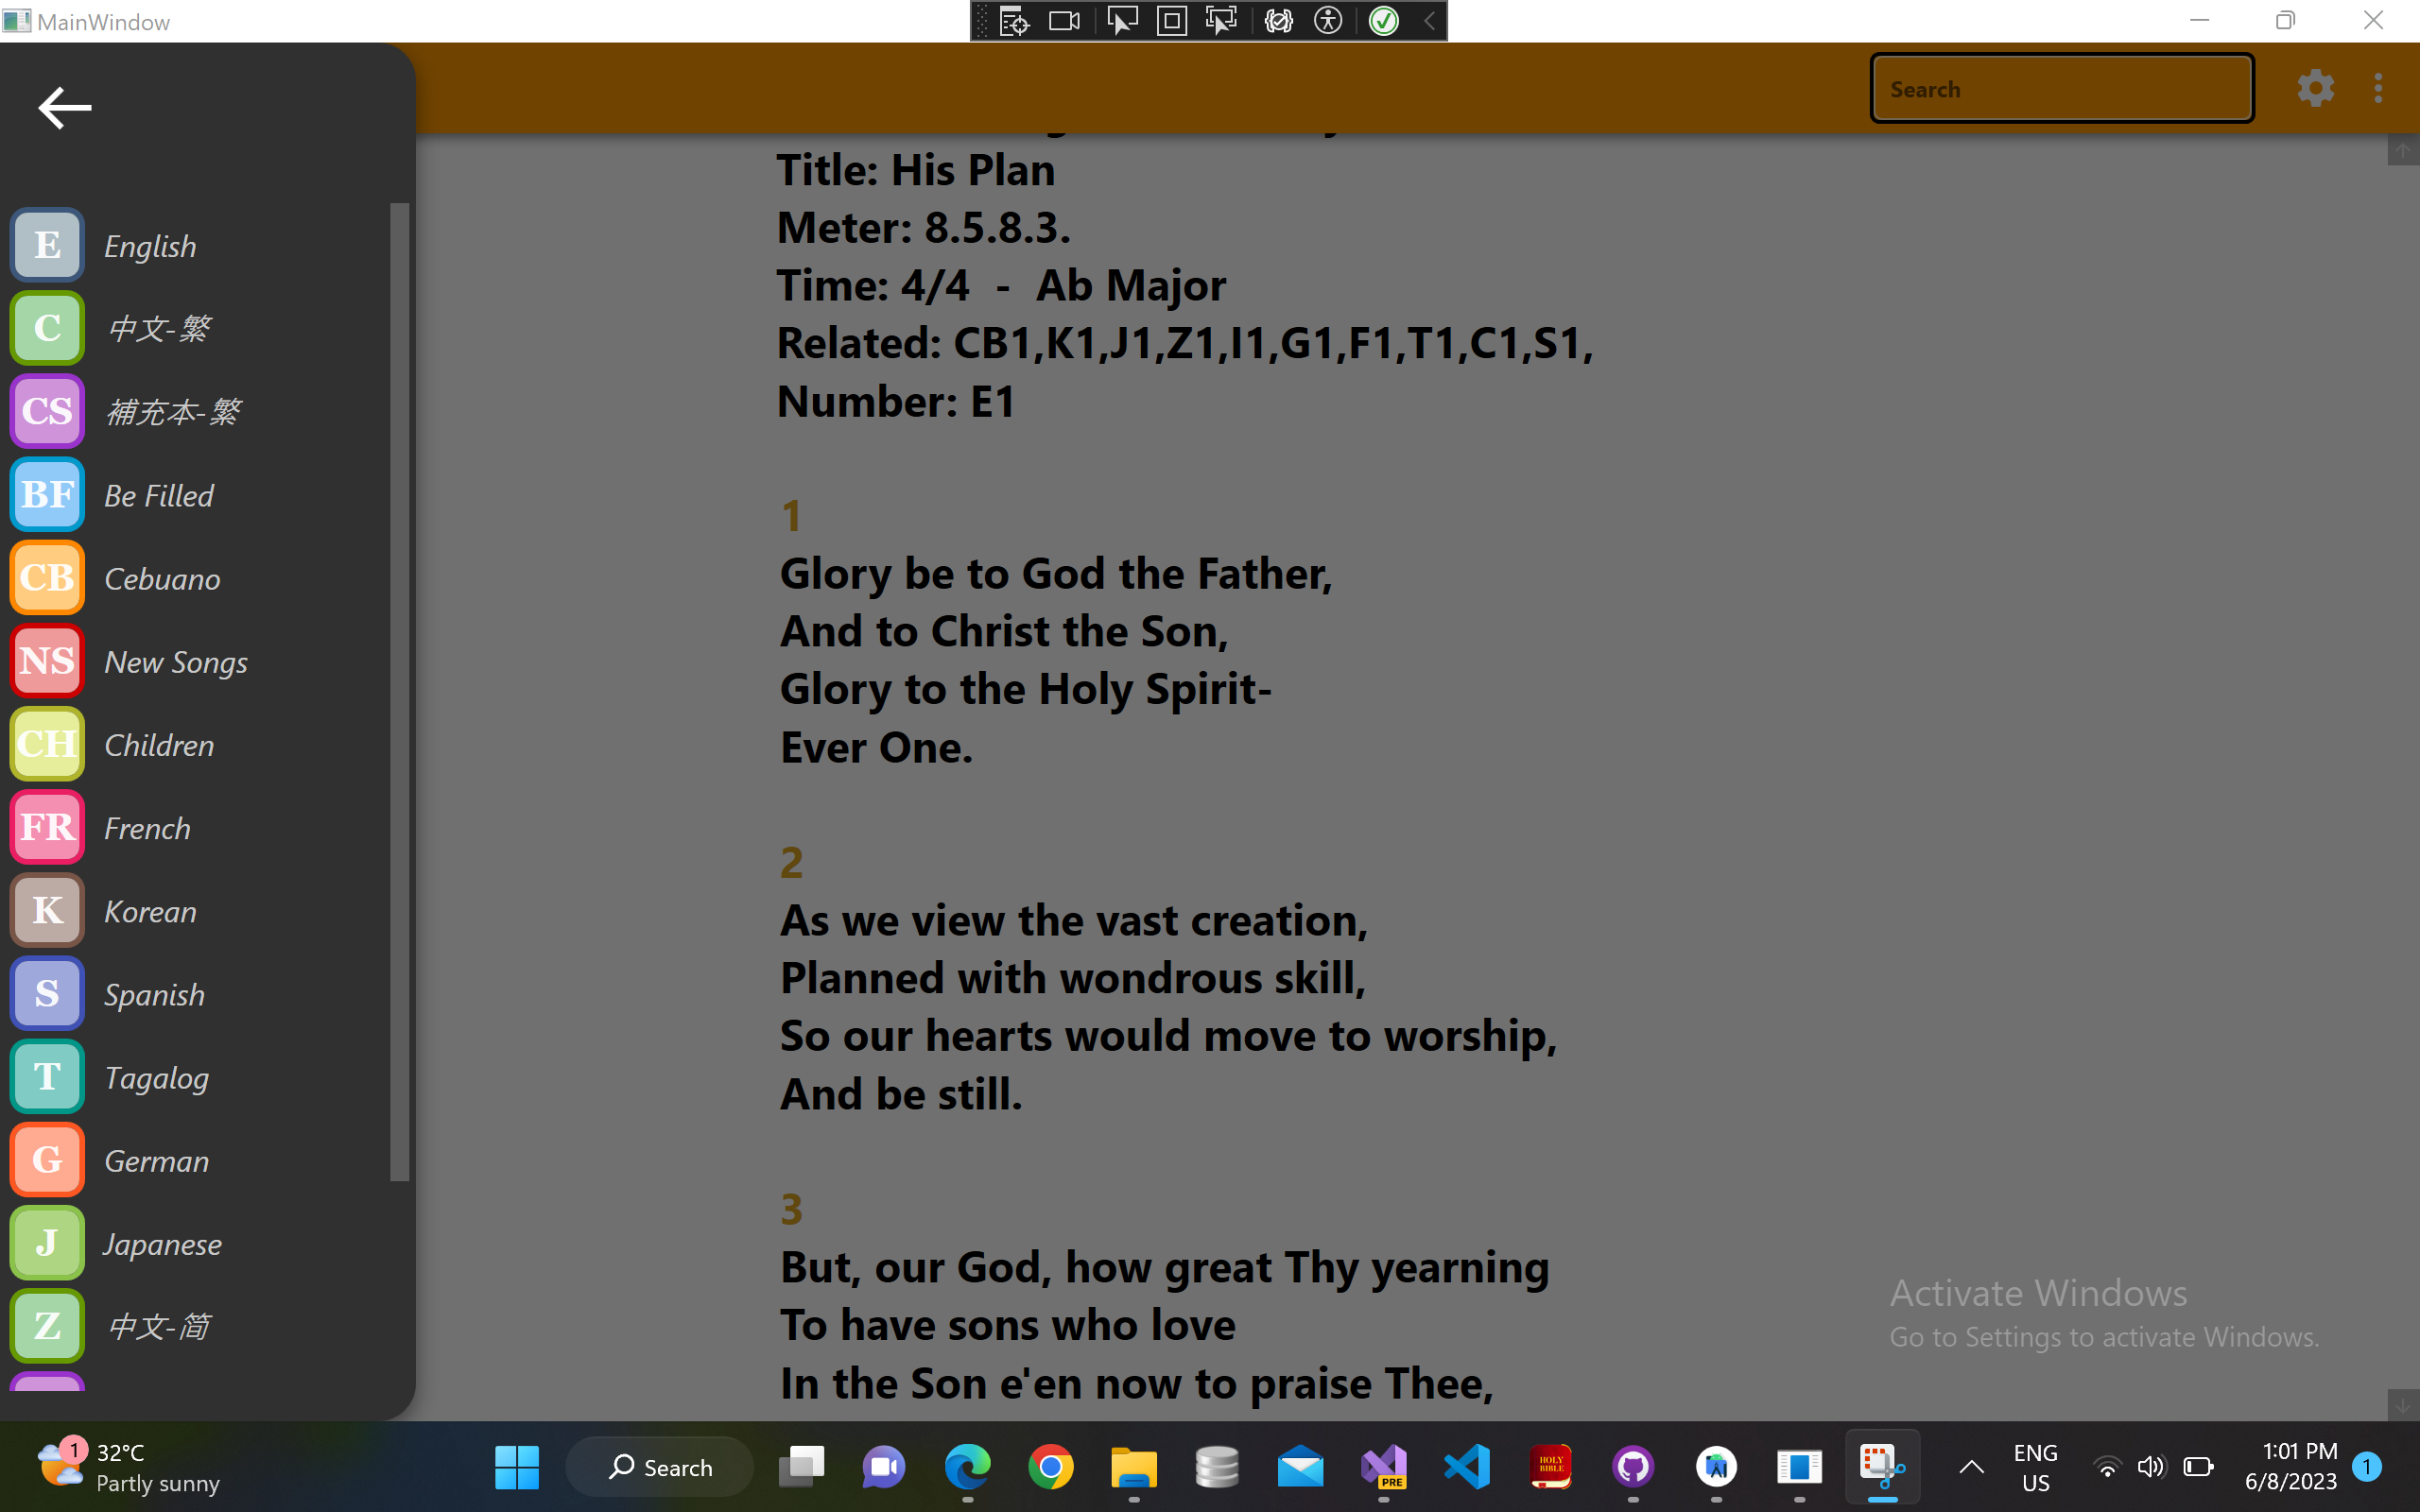 MainWindow
Search
E English
C 中文-繁
CS 補充本-繁
BF Be Filled
CB Cebuano
NS New Songs
CH Children
FR French
K Korean
S Spanish
T Tagalog
G German
J Japanese
Z 中文-简
Title: His Plan
Meter: 8.5.8.3.
Time: 4/4 - Ab Major
Related: CB1,K1,J1,Z1,I1,G1,F1,T1,C1,S1,
Number: E1
1
Glory be to God the Father,
And to Christ the Son,
Glory to the Holy Spirit-
Ever One.
2
As we view the vast creation,
Planned with wondrous skill,
So our hearts would move to worship,
And be still.
3
But, our God, how great Thy yearning
To have sons who love
In the Son e'en now to praise Thee,
Activate Windows
Go to Settings to activate Windows.
1
32°C
Partly sunny
Search
PRE
HOLY
BIBLE
ENG
US
1:01 PM
6/8/2023
1